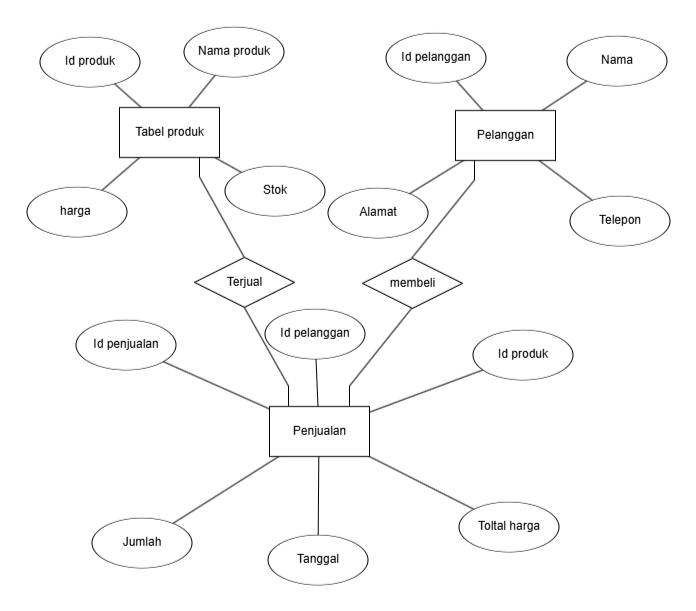 Id produk
Nama produk
Id pelanggan
Nama
Tabel produk
Pelanggan
Stok
harga
Alamat
Telepon
Terjual
membeli
Id penjualan
Id pelanggan
Id produk
Penjualan
Jumlah
Tanggal
Toltal harga